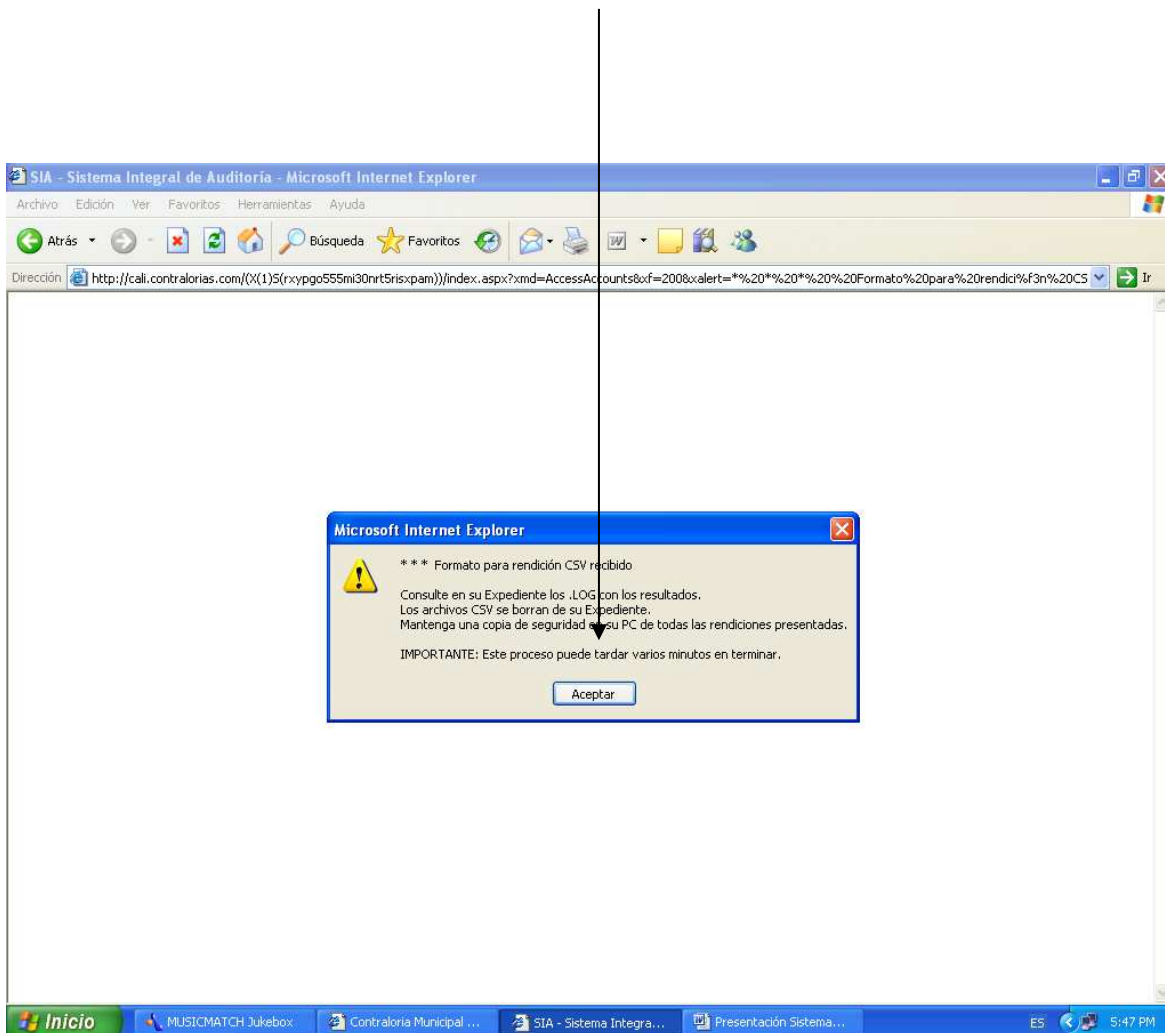 SIA - Sistema Integral de Auditoría - Microsoft Internet Explorer
Archivo Edición Ver Favoritos Herramientas Ayuda
Atrás Búsqueda Favoritos
Dirección http://cali.contralorias.com/(X(1)S(rxypgo555mi30nrt5risxpam))/index.aspx?xmd=AccessAccounts&xf=200&xalert=*%20*%20*%20%20Formato%20para%20rendici%f3n%20CS Ir
Microsoft Internet Explorer
* * * Formato para rendición CSV recibido
Consulte en su Expediente los .LOG con los resultados.
Los archivos CSV se borran de su Expediente.
Mantenga una copia de seguridad en su PC de todas las rendiciones presentadas.
IMPORTANTE: Este proceso puede tardar varios minutos en terminar.
Aceptar
Inicio MUSICMATCH Jukebox Contraloria Municipal ... SIA - Sistema Integra... Presentación Sistema... ES 5:47 PM